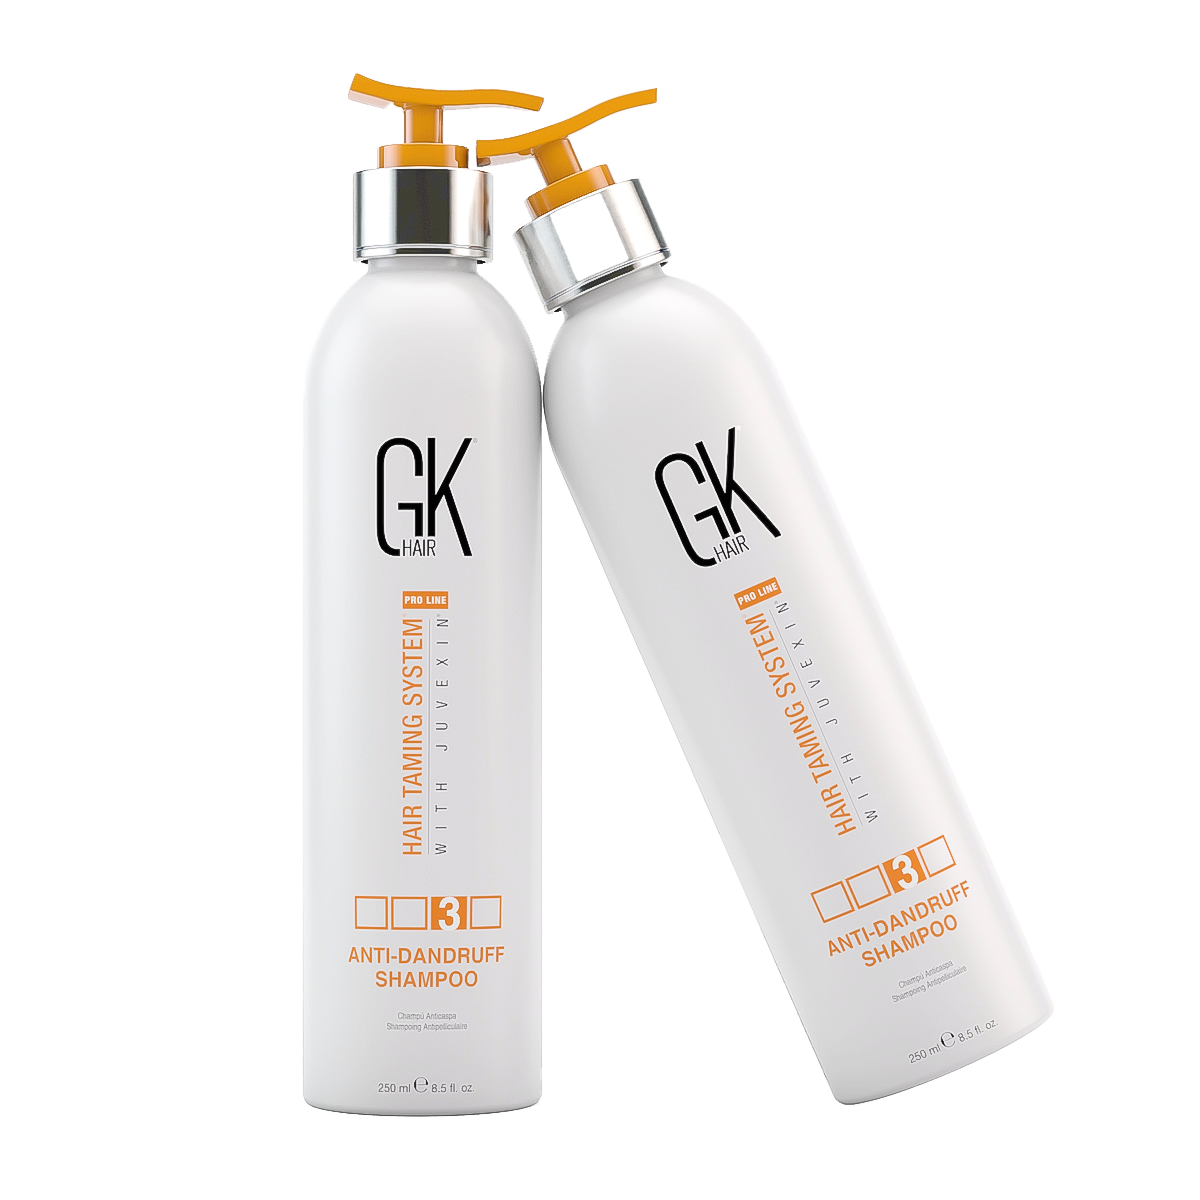 GK®
HAIR
PRO LINE
HAIR TAMING SYSTEM
WITH JUVEXIN®
3
ANTI-DANDRUFF
SHAMPOO
Champú Anticaspa
Shampoing Antipelliculaire
250 ml ℮ 8.5 fl. oz.
GK
HAIR
PRO LINE
HAIR TAMING SYSTEM
WITH JUVEXIN®
3
ANTI-DANDRUFF
SHAMPOO
Champú Anticaspa
Shampoing Antipelliculaire
250 ml ℮ 8.5 fl. oz.